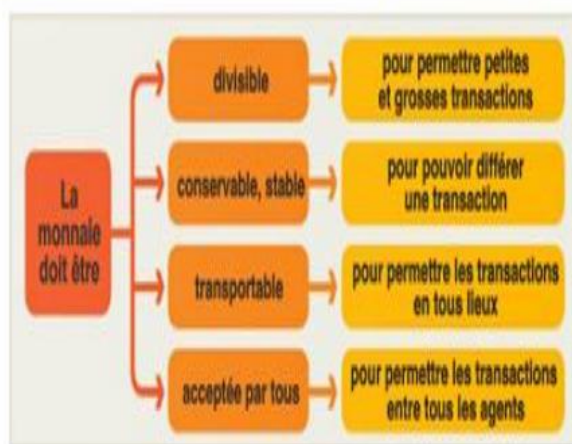 La
monnaie
doit être
divisible
pour permettre petites
et grosses transactions
conservable, stable
pour pouvoir différer
une transaction
transportable
pour permettre les transactions
en tous lieux
acceptée par tous
pour permettre les transactions
entre tous les agents